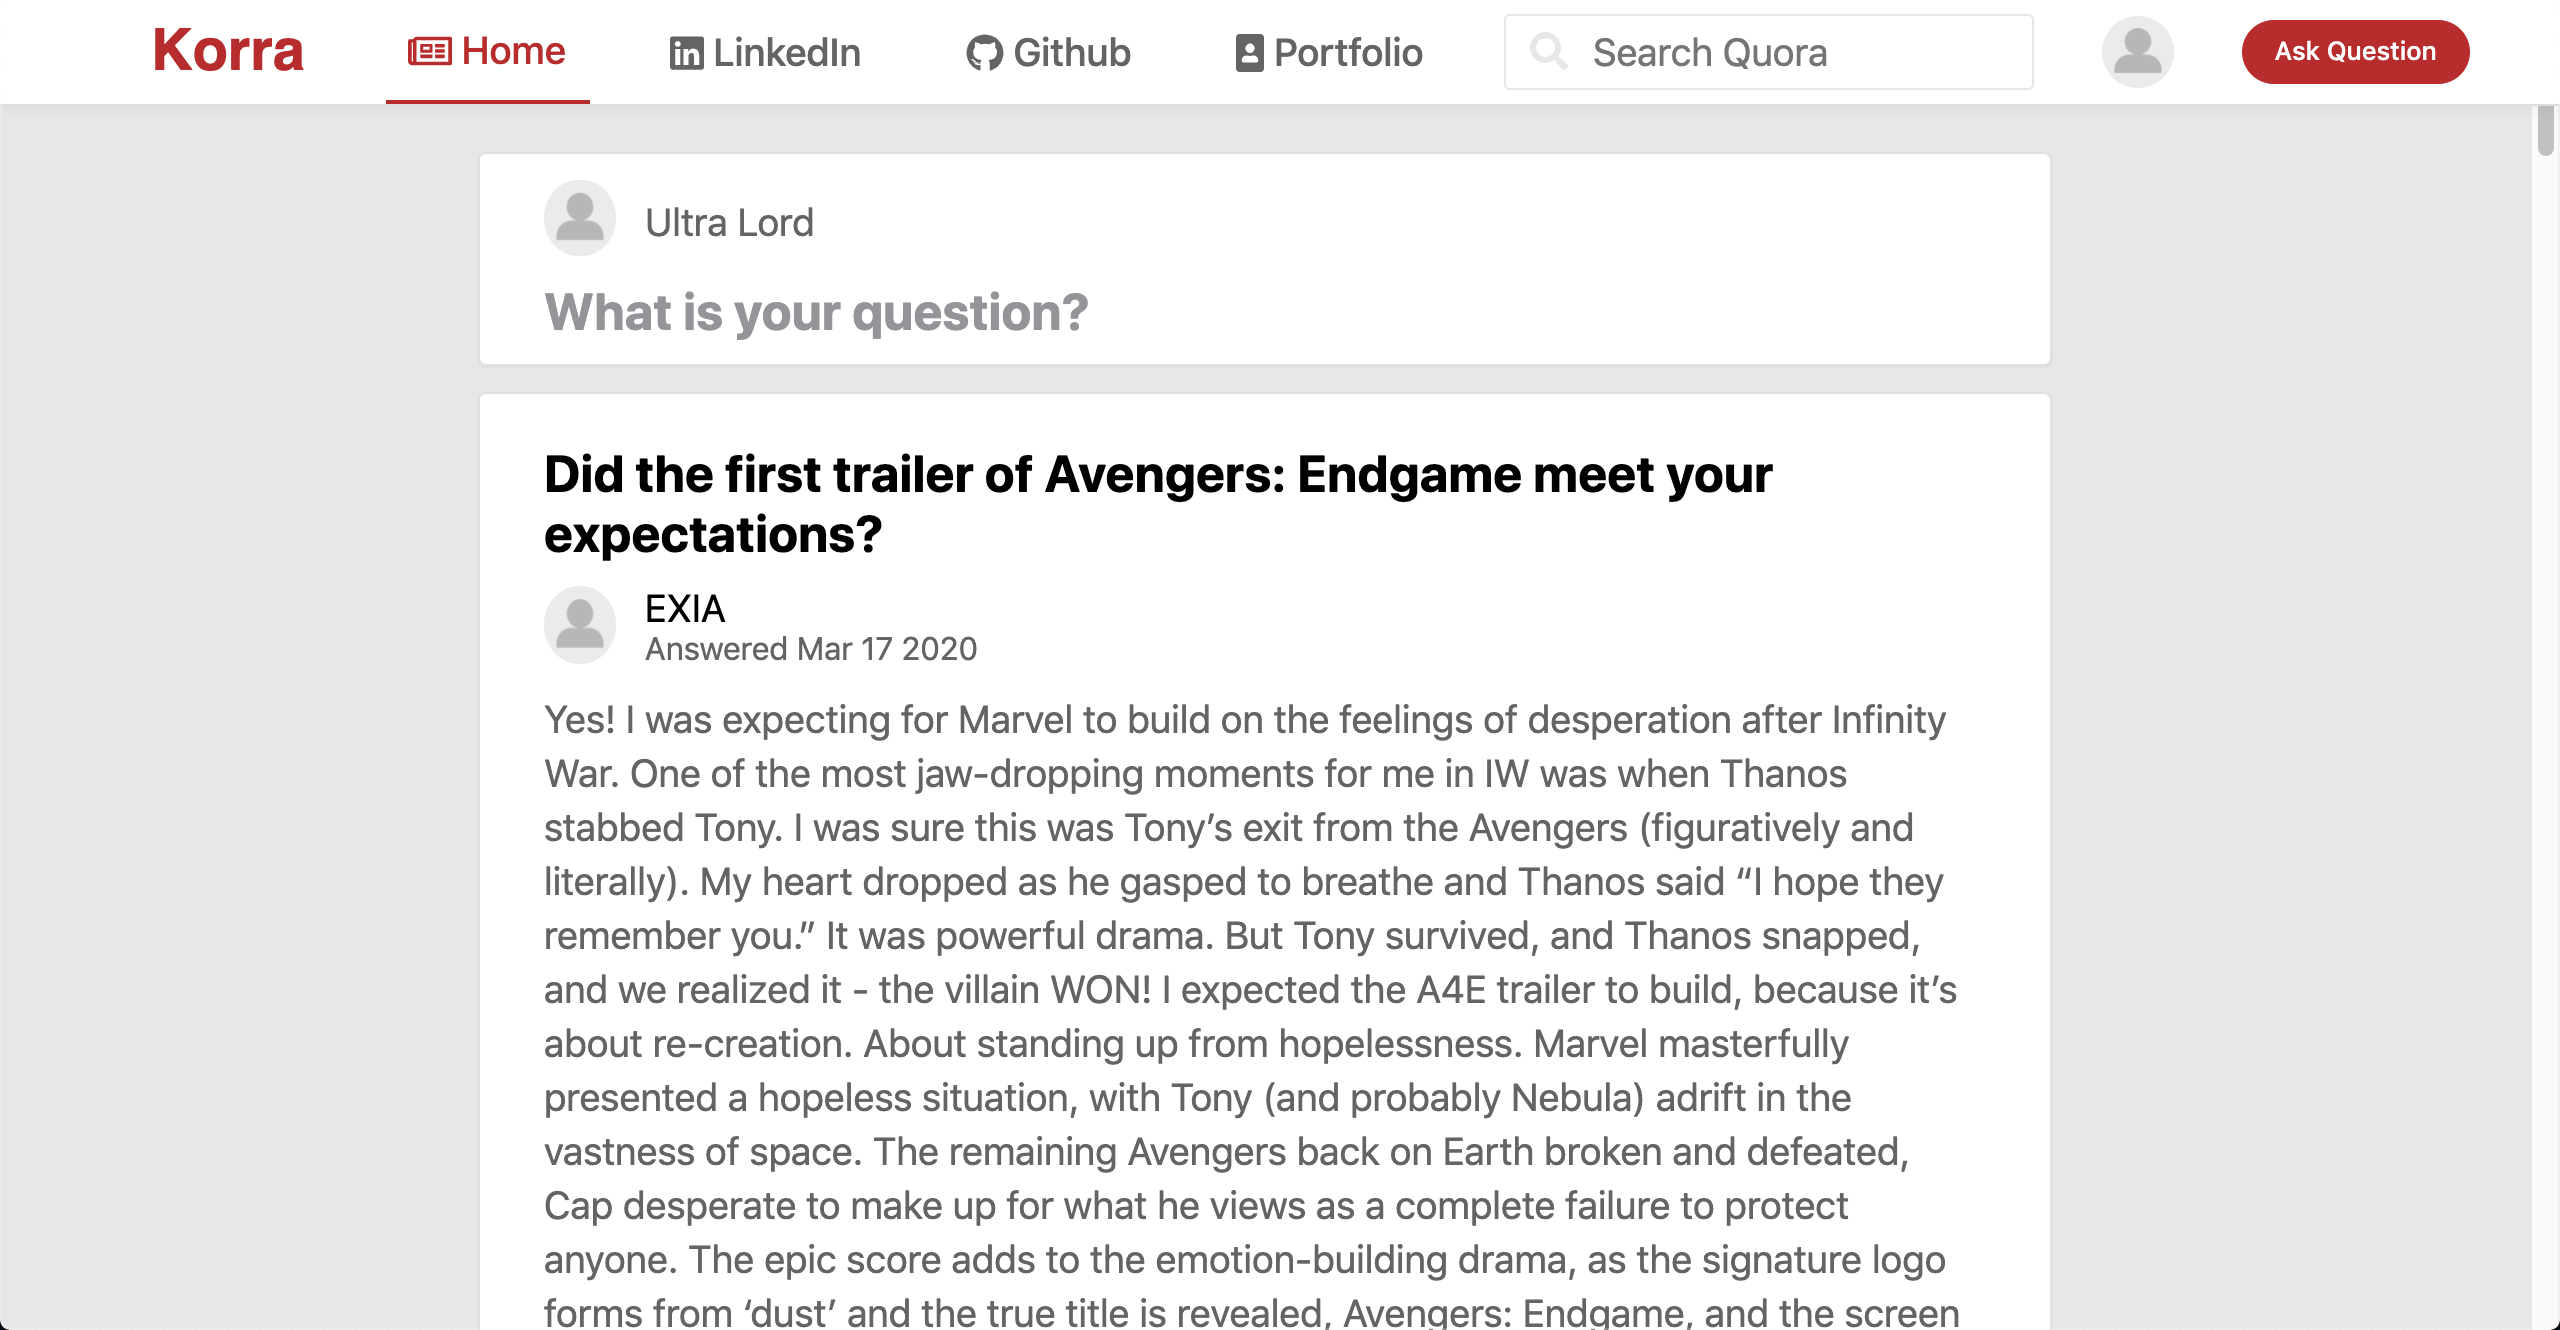 Korra
Home
LinkedIn
Github
Portfolio
Search Quora
Ask Question
Ultra Lord
What is your question?
Did the first trailer of Avengers: Endgame meet your
expectations?
EXIA
Answered Mar 17 2020
Yes! I was expecting for Marvel to build on the feelings of desperation after Infinity
War. One of the most jaw-dropping moments for me in IW was when Thanos
stabbed Tony. I was sure this was Tony’s exit from the Avengers (figuratively and
literally). My heart dropped as he gasped to breathe and Thanos said “I hope they
remember you.” It was powerful drama. But Tony survived, and Thanos snapped,
and we realized it - the villain WON! I expected the A4E trailer to build, because it’s
about re-creation. About standing up from hopelessness. Marvel masterfully
presented a hopeless situation, with Tony (and probably Nebula) adrift in the
vastness of space. The remaining Avengers back on Earth broken and defeated,
Cap desperate to make up for what he views as a complete failure to protect
anyone. The epic score adds to the emotion-building drama, as the signature logo
forms from ‘dust’ and the true title is revealed, Avengers: Endgame, and the screen